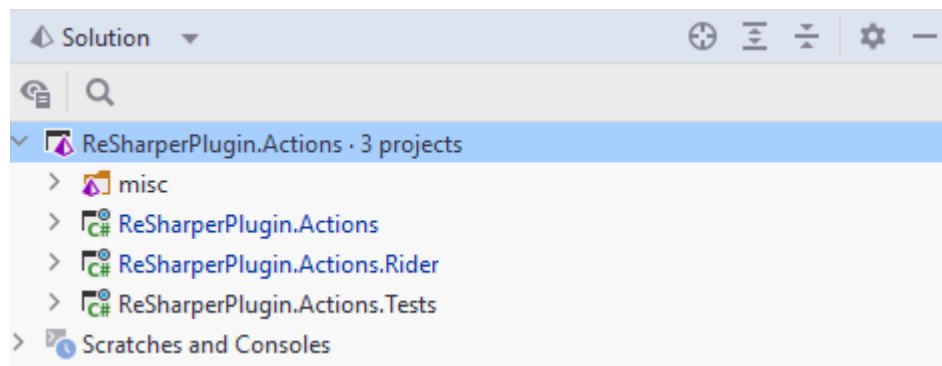 Solution
ReSharperPlugin.Actions · 3 projects
misc
C# ReSharperPlugin.Actions
C# ReSharperPlugin.Actions.Rider
C# ReSharperPlugin.Actions.Tests
Scratches and Consoles